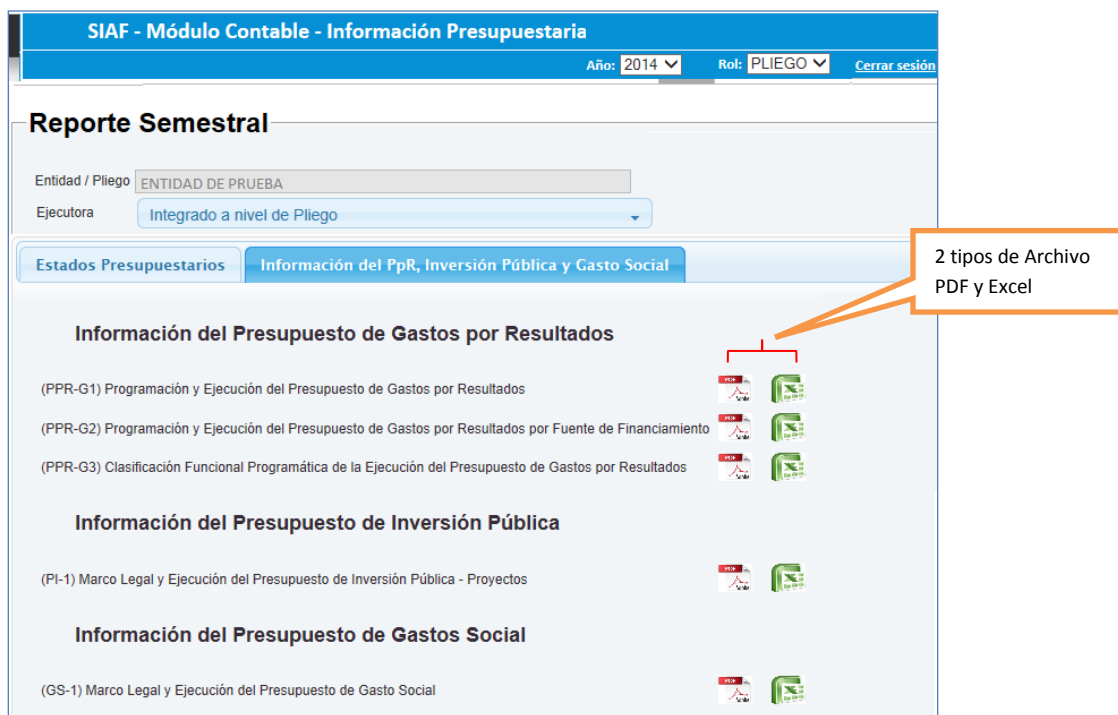 SIAF - Módulo Contable - Información Presupuestaria
Año: 2014 Rol: PLIEGO Cerrar sesión
Reporte Semestral
Entidad / Pliego ENTIDAD DE PRUEBA
Ejecutora Integrado a nivel de Pliego
Estados Presupuestarios Información del PpR, Inversión Pública y Gasto Social
2 tipos de Archivo
PDF y Excel
Información del Presupuesto de Gastos por Resultados
(PPR-G1) Programación y Ejecución del Presupuesto de Gastos por Resultados
(PPR-G2) Programación y Ejecución del Presupuesto de Gastos por Resultados por Fuente de Financiamiento
(PPR-G3) Clasificación Funcional Programática de la Ejecución del Presupuesto de Gastos por Resultados
Información del Presupuesto de Inversión Pública
(PI-1) Marco Legal y Ejecución del Presupuesto de Inversión Pública - Proyectos
Información del Presupuesto de Gastos Social
(GS-1) Marco Legal y Ejecución del Presupuesto de Gasto Social